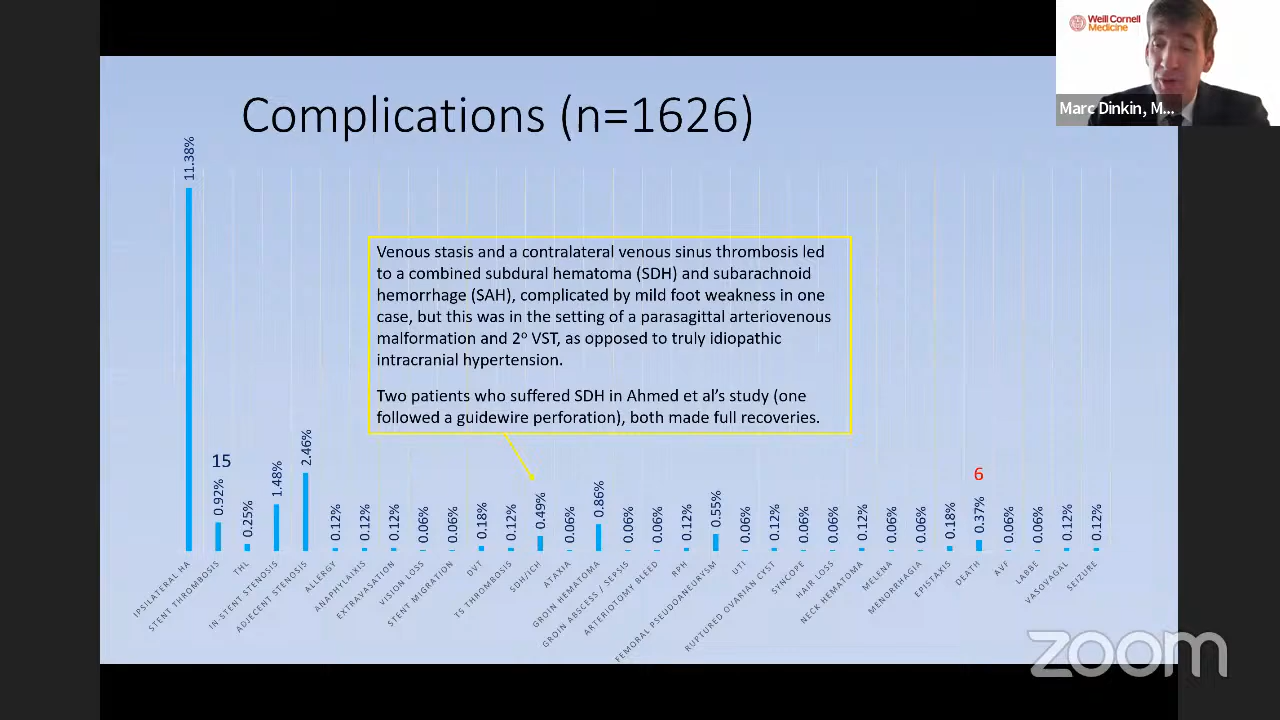 Weill Cornell
Medicine
Marc Dinkin, M...
Complications (n=1626)
Venous stasis and a contralateral venous sinus thrombosis led
to a combined subdural hematoma (SDH) and subarachnoid
hemorrhage (SAH), complicated by mild foot weakness in one
case, but this was in the setting of a parasagittal arteriovenous
malformation and 2º VST, as opposed to truly idiopathic
intracranial hypertension.
Two patients who suffered SDH in Ahmed et al’s study (one
followed a guidewire perforation), both made full recoveries.
15
6
11.38%
0.92%
0.25%
1.48%
2.46%
0.12%
0.12%
0.12%
0.06%
0.06%
0.18%
0.12%
0.49%
0.06%
0.86%
0.06%
0.06%
0.12%
0.55%
0.06%
0.12%
0.06%
0.06%
0.12%
0.06%
0.06%
0.18%
0.37%
0.06%
0.06%
0.12%
0.12%
IPSILATERAL HA
STENT THROMBOSIS
THL
IN STENT STENOSIS
ADJECENT STENOSIS
ALLERGY
ANAPHYLAIXIS
EXTRAVASATION
VISION LOSS
STENT MIGRATION
DVT
TS THROMBOSIS
SDH/ICH
ATAXIA
GROIN HEMATOMA
GROIN ABSCESS / SEPSIS
ARTERIOTOMY BLEED
RPH
FEMORAL PSEUDOANEURYSM
UTI
RUPTURED OVARIAN CYST
SYNCOPE
HAIR LOSS
NECK HEMATOMA
MELENA
MENORRHAGIA
EPISTAXIS
DEATH
AVF
LABBE
VASOVAGAL
SEIZURE
zoom